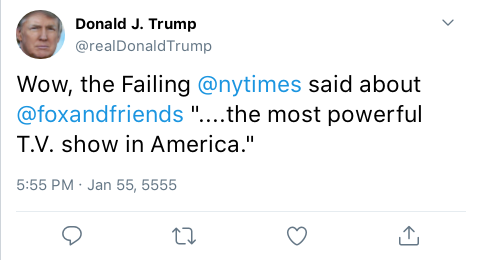 Donald J. Trump
@realDonaldTrump
Wow, the Failing @nytimes said about
@foxandfriends "....the most powerful
T.V. show in America."
5:55 PM · Jan 55, 5555